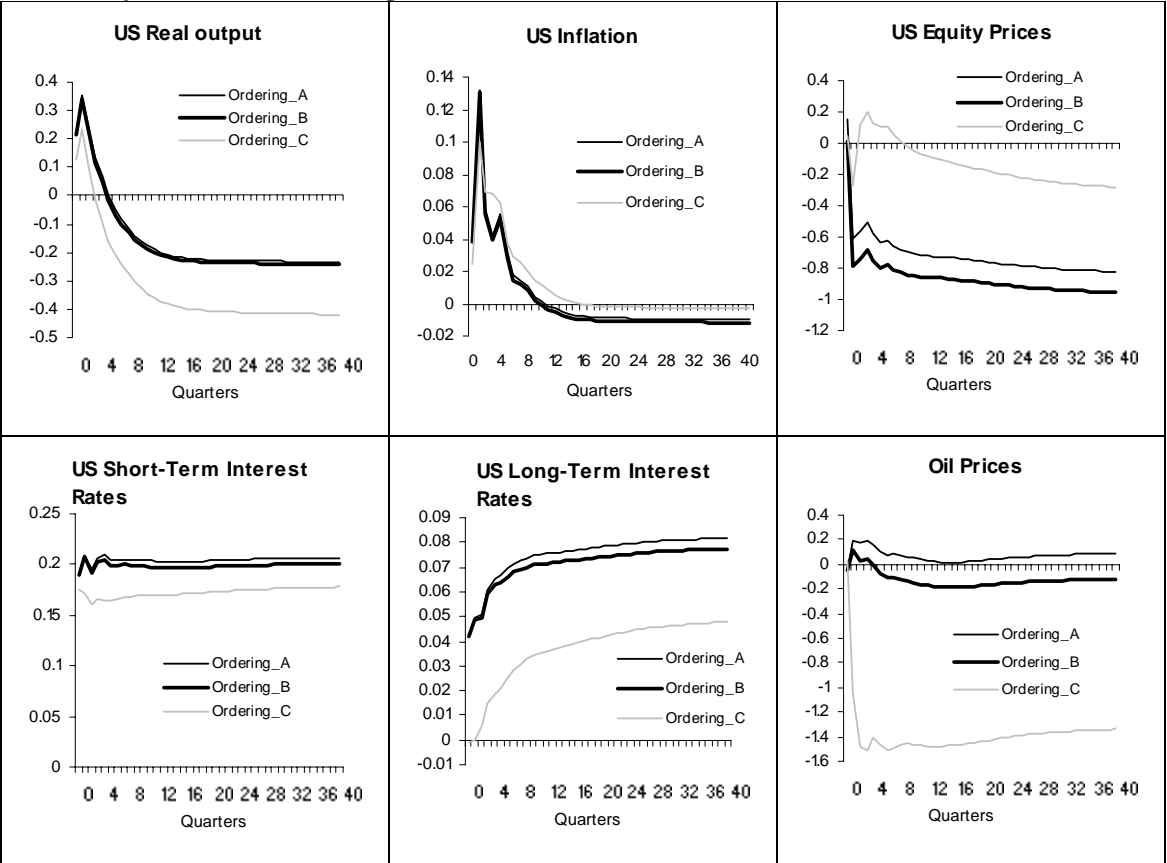 US Real output
0.4
0.3
0.2
0.1
0
-0.1
-0.2
-0.3
-0.4
-0.5
Ordering_A
Ordering_B
Ordering_C
0 4 8 12 16 20 24 28 32 36 40
Quarters
US Inflation
0.14
0.12
0.1
0.08
0.06
0.04
0.02
0
-0.02
Ordering_A
Ordering_B
Ordering_C
0 4 8 12 16 20 24 28 32 36 40
Quarters
US Equity Prices
0.4
0.2
0
-0.2
-0.4
-0.6
-0.8
-1
-1.2
Ordering_A
Ordering_B
Ordering_C
0 4 8 12 16 20 24 28 32 36 40
Quarters
US Short-Term Interest
Rates
0.25
0.2
0.15
0.1
0.05
0
Ordering_A
Ordering_B
Ordering_C
0 4 8 12 16 20 24 28 32 36 40
Quarters
US Long-Term Interest
Rates
0.09
0.08
0.07
0.06
0.05
0.04
0.03
0.02
0.01
0
-0.01
Ordering_A
Ordering_B
Ordering_C
0 4 8 12 16 20 24 28 32 36 40
Quarters
Oil Prices
0.4
0.2
0
-0.2
-0.4
-0.6
-0.8
-1
-1.2
-1.4
-1.6
Ordering_A
Ordering_B
Ordering_C
0 4 8 12 16 20 24 28 32 36 40
Quarters